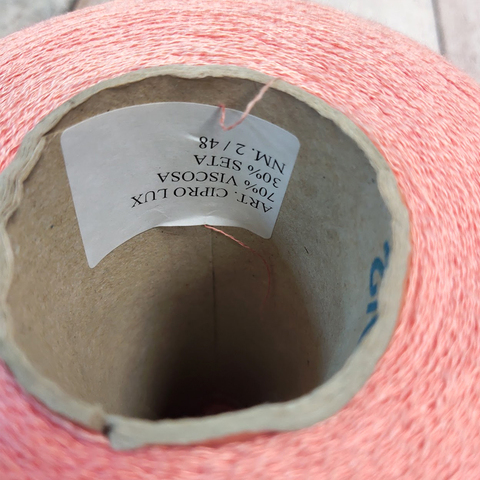 ART. CIPRO LUX
70% VISCOSA
30% SETA
NM. 2 / 48